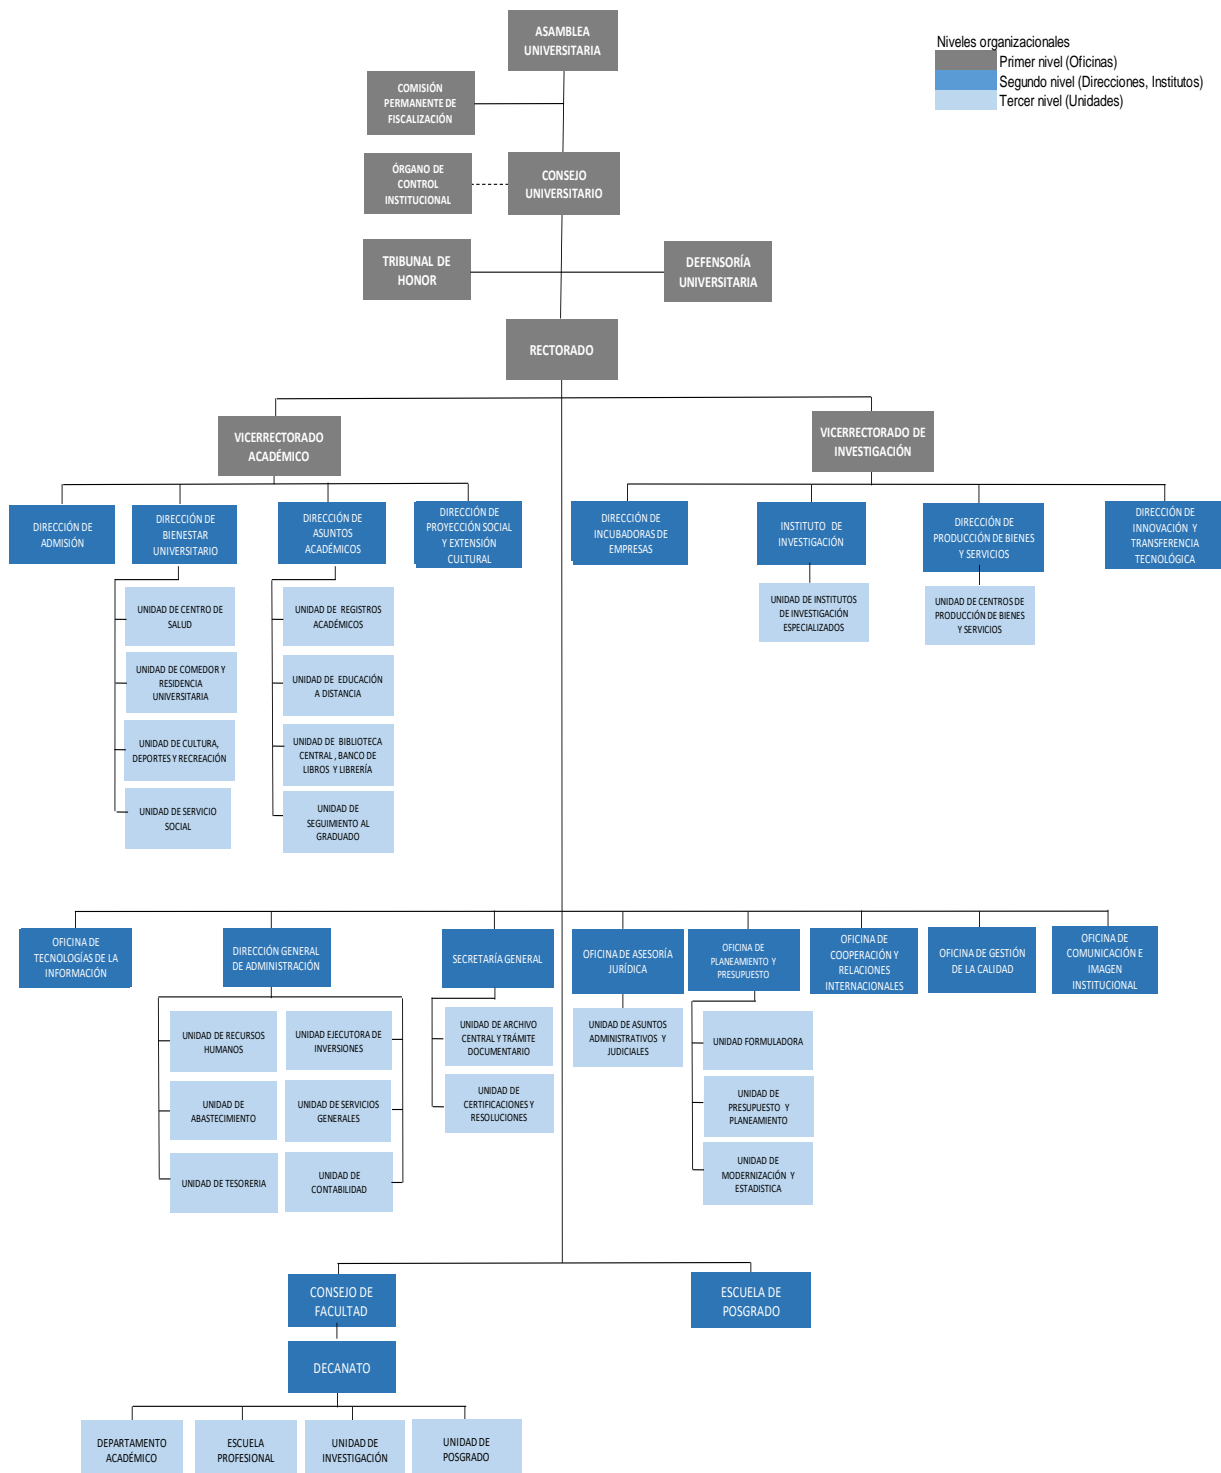 ASAMBLEA
UNIVERSITARIA
Niveles organizacionales
Primer nivel (Oficinas)
Segundo nivel (Direcciones, Institutos)
Tercer nivel (Unidades)
COMISIÓN
PERMANENTE DE
FISCALIZACIÓN
ÓRGANO DE
CONTROL
INSTITUCIONAL
CONSEJO
UNIVERSITARIO
TRIBUNAL DE
HONOR
DEFENSORÍA
UNIVERSITARIA
RECTORADO
VICERRECTORADO
ACADÉMICO
VICERRECTORADO DE
INVESTIGACIÓN
DIRECCIÓN DE
ADMISIÓN
DIRECCIÓN DE
BIENESTAR
UNIVERSITARIO
DIRECCIÓN DE
ASUNTOS
ACADÉMICOS
DIRECCIÓN DE
PROYECCIÓN SOCIAL
Y EXTENSIÓN
CULTURAL
DIRECCIÓN DE
INCUBADORAS DE
EMPRESAS
INSTITUTO DE
INVESTIGACIÓN
DIRECCIÓN DE
PRODUCCIÓN DE BIENES
Y SERVICIOS
DIRECCIÓN DE
INNOVACIÓN Y
TRANSFERENCIA
TECNOLÓGICA
UNIDAD DE CENTRO DE
SALUD
UNIDAD DE COMEDOR Y
RESIDENCIA
UNIVERSITARIA
UNIDAD DE CULTURA,
DEPORTES Y RECREACIÓN
UNIDAD DE SERVICIO
SOCIAL
UNIDAD DE REGISTROS
ACADÉMICOS
UNIDAD DE EDUCACIÓN
A DISTANCIA
UNIDAD DE BIBLIOTECA
CENTRAL , BANCO DE
LIBROS Y LIBRERÍA
UNIDAD DE
SEGUIMIENTO AL
GRADUADO
UNIDAD DE INSTITUTOS
DE INVESTIGACIÓN
ESPECIALIZADOS
UNIDAD DE CENTROS DE
PRODUCCIÓN DE BIENES
Y SERVICIOS
OFICINA DE
TECNOLOGÍAS DE LA
INFORMACIÓN
DIRECCIÓN GENERAL
DE ADMINISTRACIÓN
SECRETARÍA GENERAL
OFICINA DE ASESORÍA
JURÍDICA
OFICINA DE
PLANEAMIENTO Y
PRESUPUESTO
OFICINA DE
COOPERACIÓN Y
RELACIONES
INTERNACIONALES
OFICINA DE GESTIÓN
DE LA CALIDAD
OFICINA DE
COMUNICACIÓN E
IMAGEN
INSTITUCIONAL
UNIDAD DE RECURSOS
HUMANOS
UNIDAD DE
ABASTECIMIENTO
UNIDAD DE TESORERIA
UNIDAD EJECUTORA DE
INVERSIONES
UNIDAD DE SERVICIOS
GENERALES
UNIDAD DE
CONTABILIDAD
UNIDAD DE ARCHIVO
CENTRAL Y TRÁMITE
DOCUMENTARIO
UNIDAD DE
CERTIFICACIONES Y
RESOLUCIONES
UNIDAD DE ASUNTOS
ADMINISTRATIVOS Y
JUDICIALES
UNIDAD FORMULADORA
UNIDAD DE
PRESUPUESTO Y
PLANEAMIENTO
UNIDAD DE
MODERNIZACIÓN Y
ESTADISTICA
CONSEJO DE
FACULTAD
ESCUELA DE
POSGRADO
DECANATO
DEPARTAMENTO
ACADÉMICO
ESCUELA
PROFESIONAL
UNIDAD DE
INVESTIGACIÓN
UNIDAD DE
POSGRADO